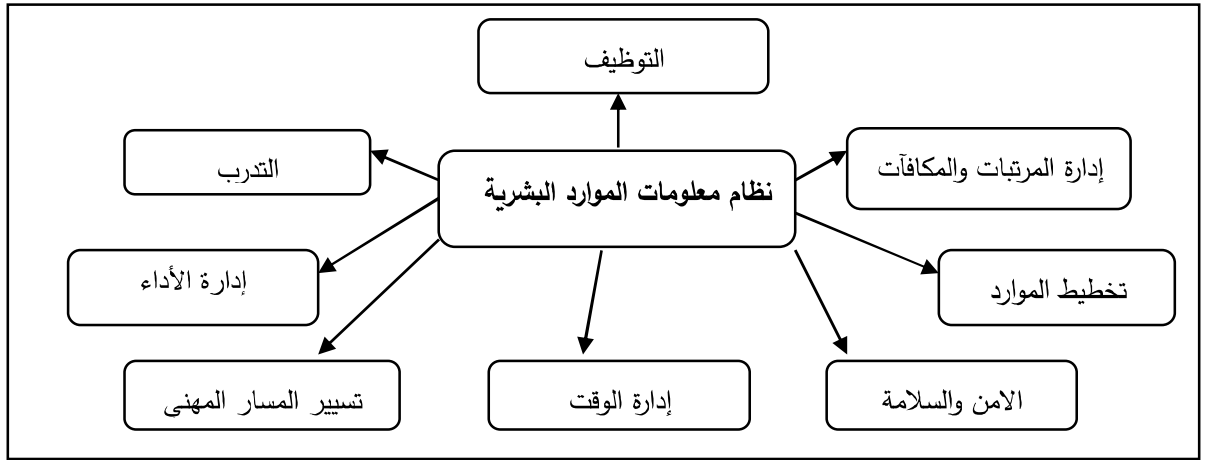 التوظيف
إدارة المرتبات والمكافآت
التدرب
نظام معلومات الموارد البشرية
تخطيط الموارد
إدارة الأداء
الامن والسلامة
إدارة الوقت
تسيير المسار المهنى